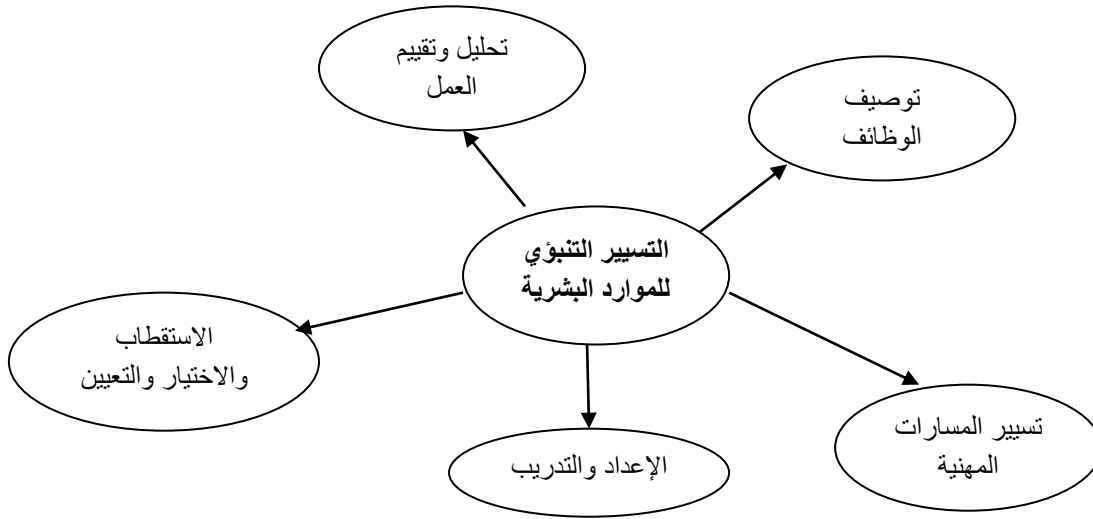 تحليل وتقييم
العمل
توصيف
الوظائف
التسيير التنبؤي
للموارد البشرية
الاستقطاب
والاختيار والتعيين
تسيير المسارات
المهنية
الإعداد والتدريب